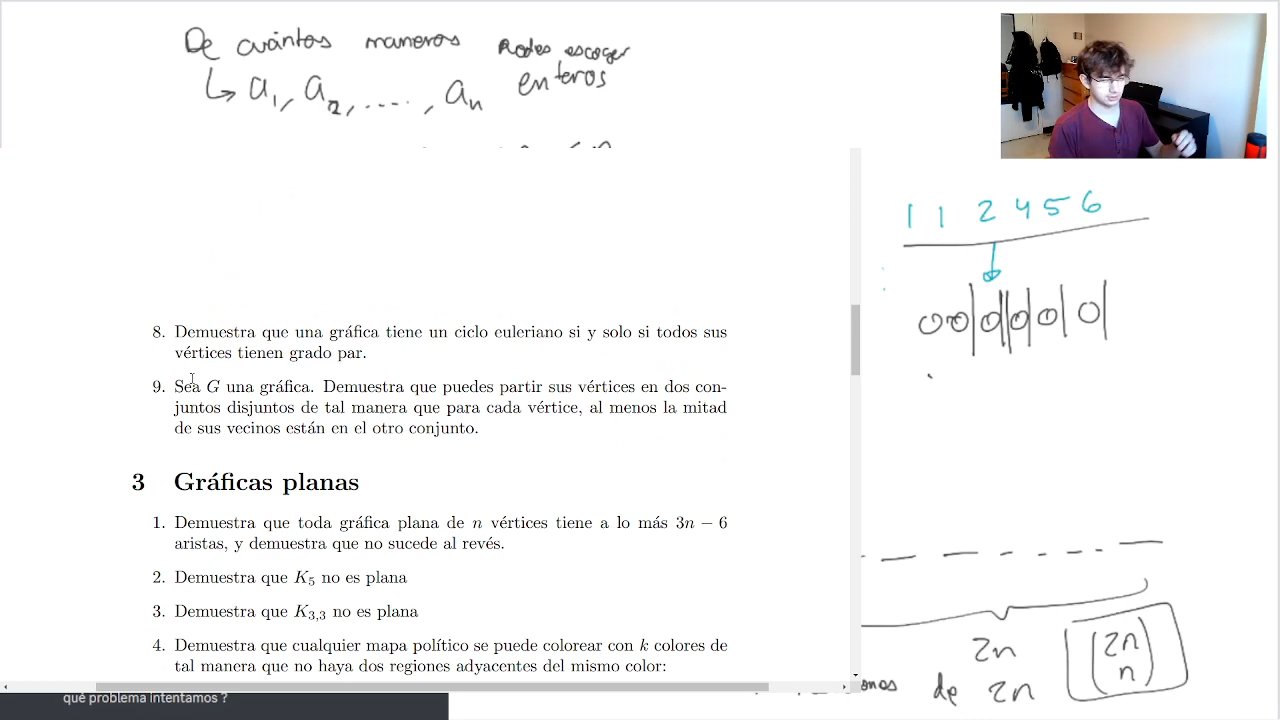 De cuántas maneras podes escoger
↳ a₁, a₂, ...., aₙ enteros
8. Demuestra que una gráfica tiene un ciclo euleriano si y solo si todos sus
vértices tienen grado par.
9. Sea G una gráfica. Demuestra que puedes partir sus vértices en dos con-
juntos disjuntos de tal manera que para cada vértice, al menos la mitad
de sus vecinos están en el otro conjunto.
3 Gráficas planas
1. Demuestra que toda gráfica plana de n vértices tiene a lo más 3n − 6
aristas, y demuestra que no sucede al revés.
2. Demuestra que K₅ no es plana
3. Demuestra que K₃,₃ no es plana
4. Demuestra que cualquier mapa político se puede colorear con k colores de
tal manera que no haya dos regiones adyacentes del mismo color:
qué problema intentamos ?
1 1 2 4 5 6
00|0||0|0|0|
2n
(2n
n)
de 2n